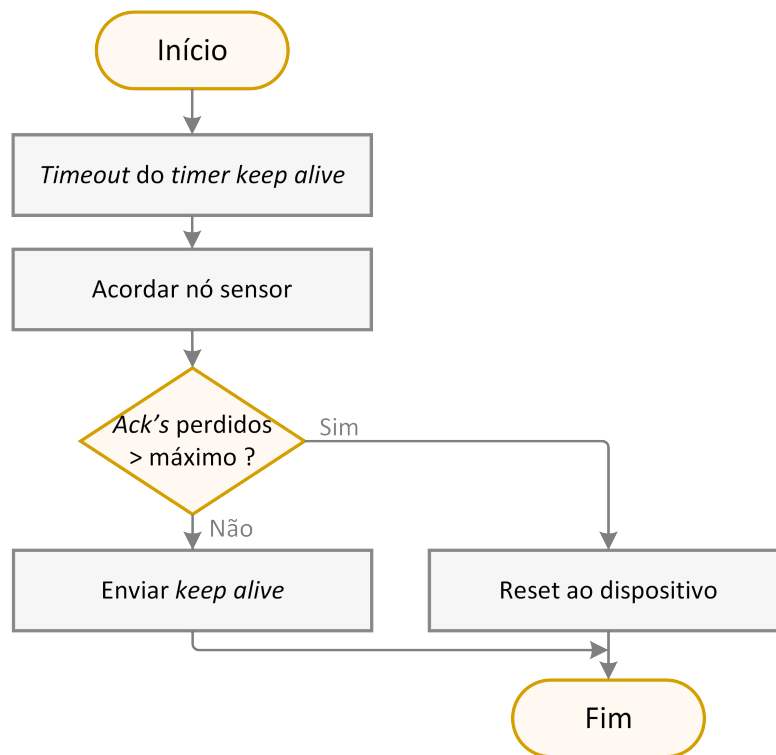 Início
Timeout do timer keep alive
Acordar nó sensor
Ack’s perdidos
> máximo ?
Sim
Não
Enviar keep alive
Reset ao dispositivo
Fim